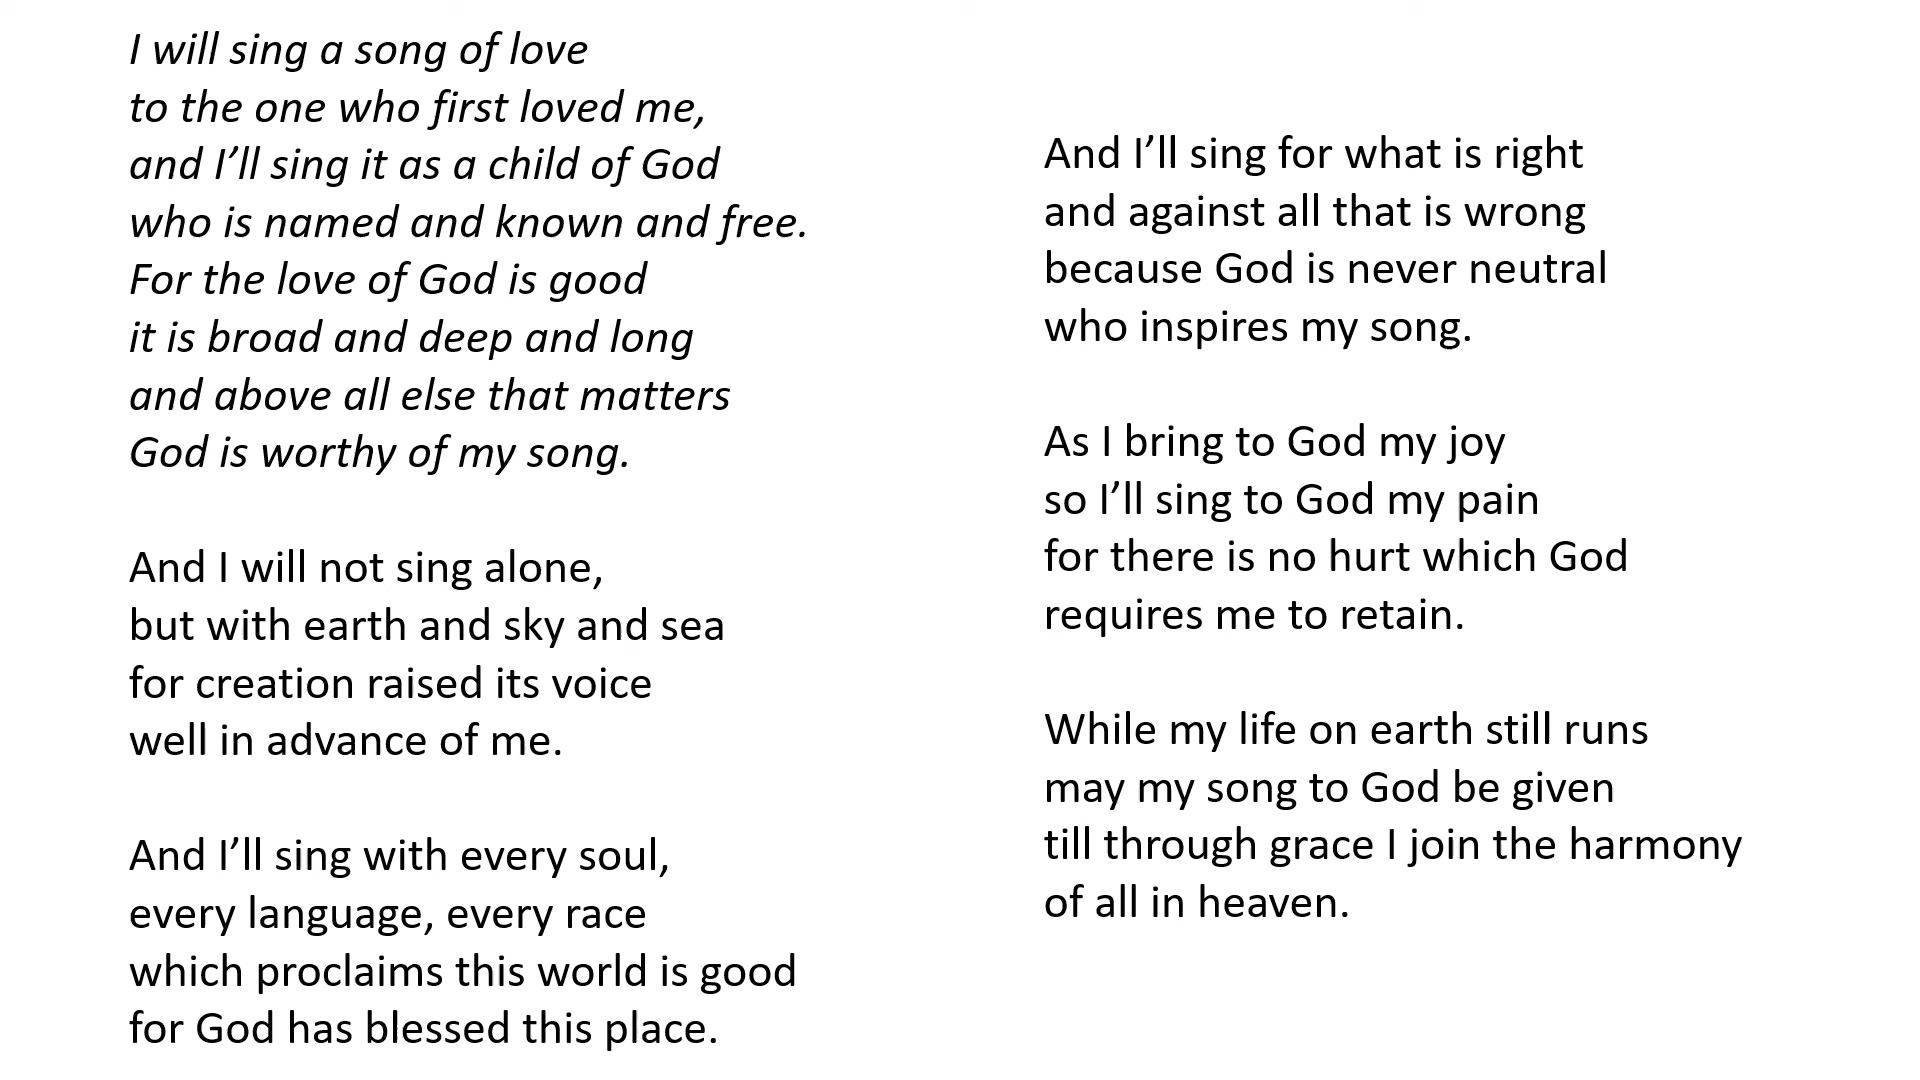 I will sing a song of love
to the one who first loved me,
and I’ll sing it as a child of God
who is named and known and free.
For the love of God is good
it is broad and deep and long
and above all else that matters
God is worthy of my song.
And I will not sing alone,
but with earth and sky and sea
for creation raised its voice
well in advance of me.
And I’ll sing with every soul,
every language, every race
which proclaims this world is good
for God has blessed this place.
And I’ll sing for what is right
and against all that is wrong
because God is never neutral
who inspires my song.
As I bring to God my joy
so I’ll sing to God my pain
for there is no hurt which God
requires me to retain.
While my life on earth still runs
may my song to God be given
till through grace I join the harmony
of all in heaven.